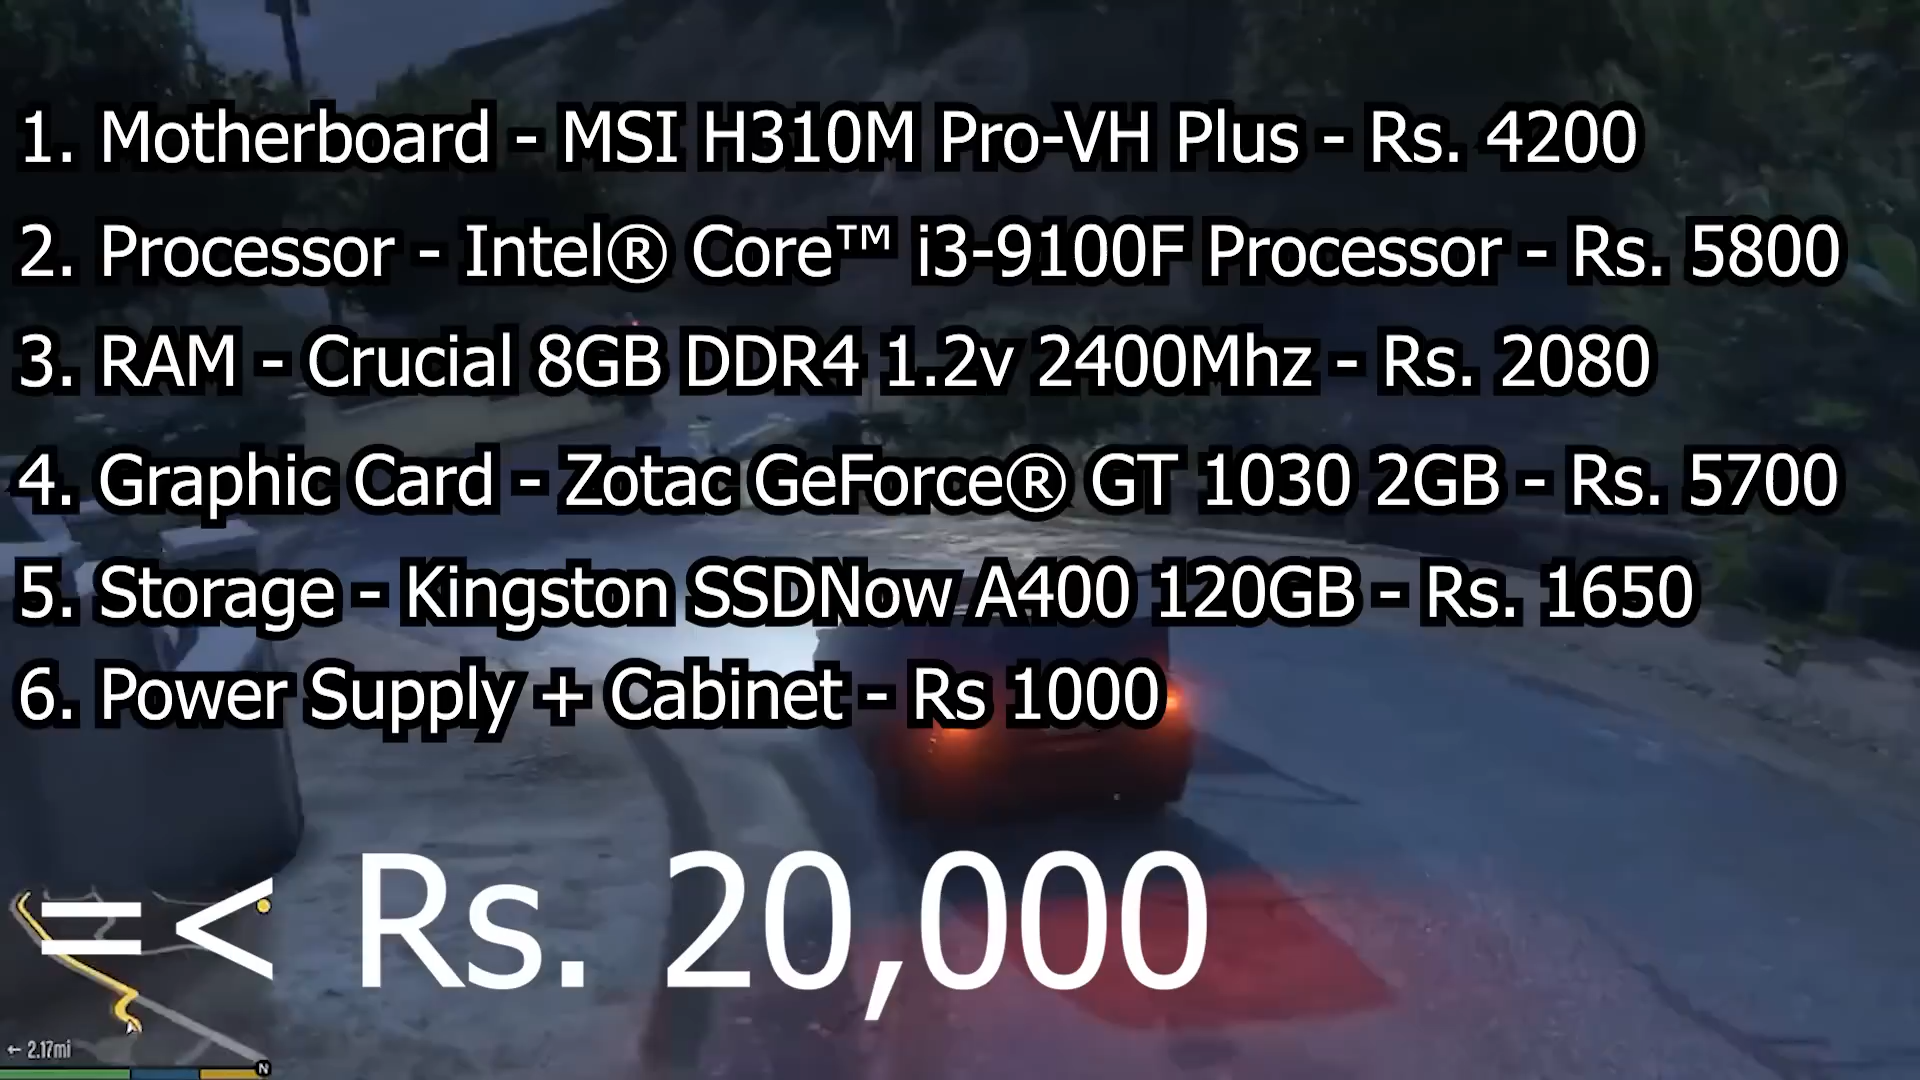 1. Motherboard - MSI H310M Pro-VH Plus - Rs. 4200
2. Processor - Intel® Core™ i3-9100F Processor - Rs. 5800
3. RAM - Crucial 8GB DDR4 1.2v 2400Mhz - Rs. 2080
4. Graphic Card - Zotac GeForce® GT 1030 2GB - Rs. 5700
5. Storage - Kingston SSDNow A400 120GB - Rs. 1650
6. Power Supply + Cabinet - Rs 1000
=< Rs. 20,000
← 2.17mi
N